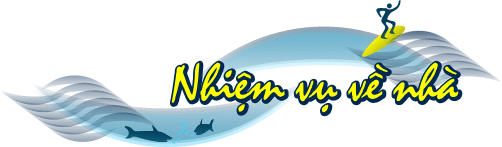 Nhiệm vụ về nhà